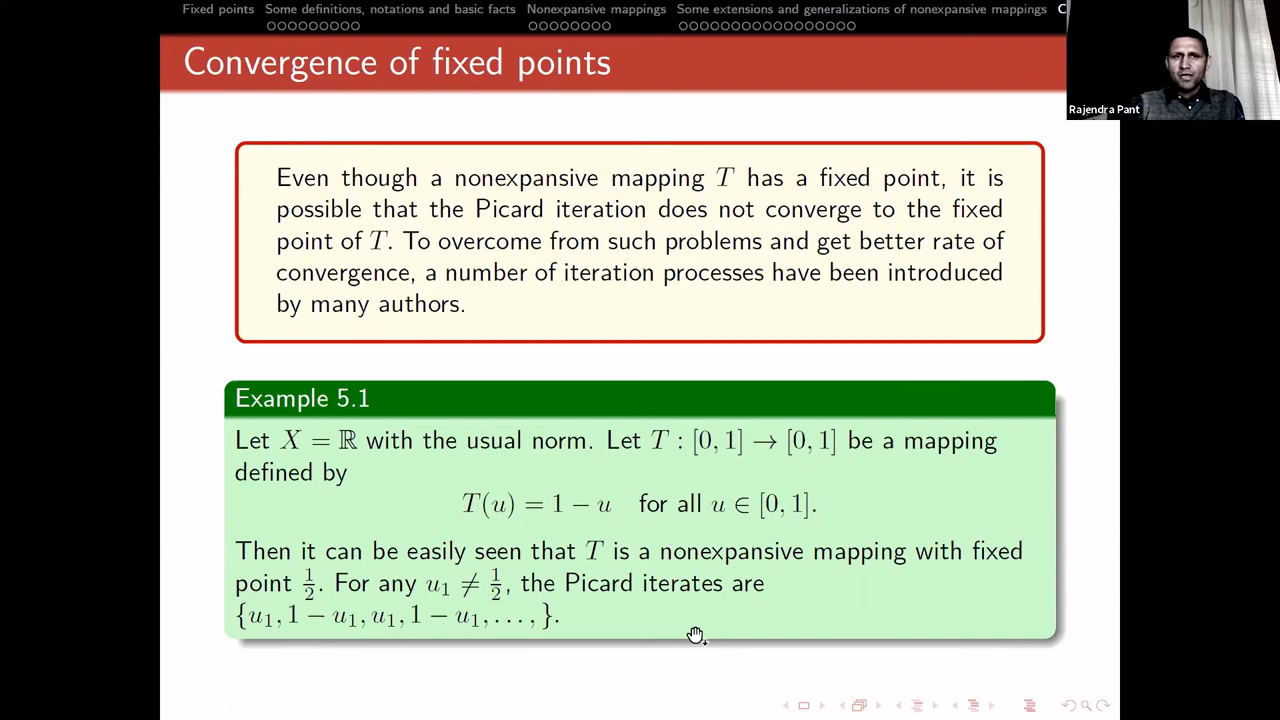 Fixed points Some definitions, notations and basic facts Nonexpansive mappings Some extensions and generalizations of nonexpansive mappings C
Convergence of fixed points
Rajendra Pant
Even though a nonexpansive mapping T has a fixed point, it is
possible that the Picard iteration does not converge to the fixed
point of T. To overcome from such problems and get better rate of
convergence, a number of iteration processes have been introduced
by many authors.
Example 5.1
Let X = ℝ with the usual norm. Let T : [0, 1] → [0, 1] be a mapping
defined by
T(u) = 1 − u for all u ∈ [0, 1].
Then it can be easily seen that T is a nonexpansive mapping with fixed
point 1/2. For any u₁ ≠ 1/2, the Picard iterates are
{u₁, 1 − u₁, u₁, 1 − u₁, . . . , }.